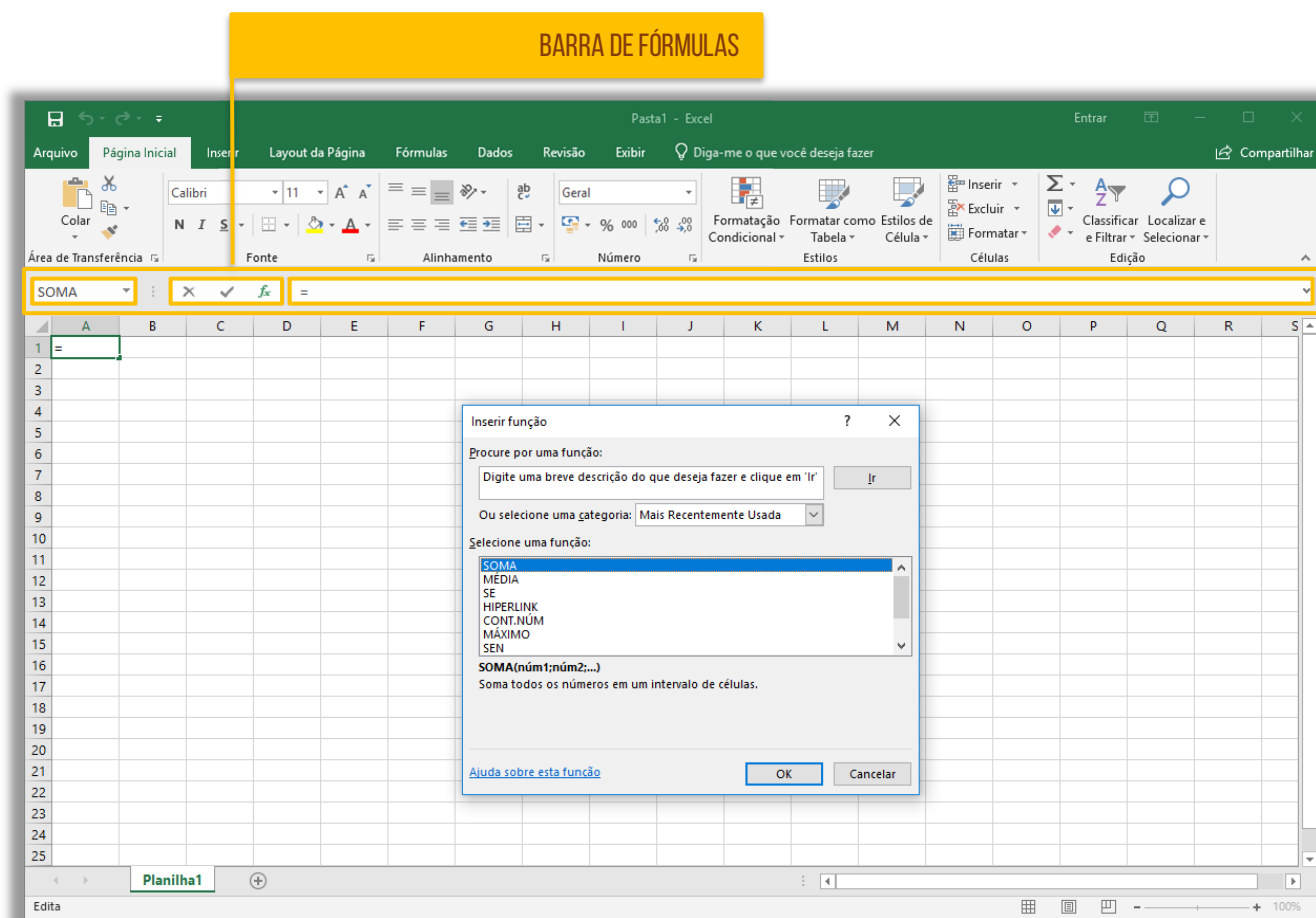 BARRA DE FÓRMULAS
Pasta1 - Excel
Entrar
Arquivo Página Inicial Inserir Layout da Página Fórmulas Dados Revisão Exibir Diga-me o que você deseja fazer Compartilhar
Colar
Calibri 11 A A
N I S A
ab
Geral
% 000
Formatação Condicional
Formatar como Tabela
Estilos de Célula
Inserir
Excluir
Formatar
Classificar e Filtrar
Localizar e Selecionar
Área de Transferência Fonte Alinhamento Número Estilos Células Edição
SOMA fx =
A B C D E F G H I J K L M N O P Q R S
1 =
2
3
4
5
6
7
8
9
10
11
12
13
14
15
16
17
18
19
20
21
22
23
24
25
Inserir função ?
Procure por uma função:
Digite uma breve descrição do que deseja fazer e clique em 'Ir'
Ir
Ou selecione uma categoria: Mais Recentemente Usada
Selecione uma função:
SOMA
MÉDIA
SE
HIPERLINK
CONT.NÚM
MÁXIMO
SEN
SOMA(núm1;núm2;...)
Soma todos os números em um intervalo de células.
Ajuda sobre esta função
OK Cancelar
Planilha1
Edita 100%